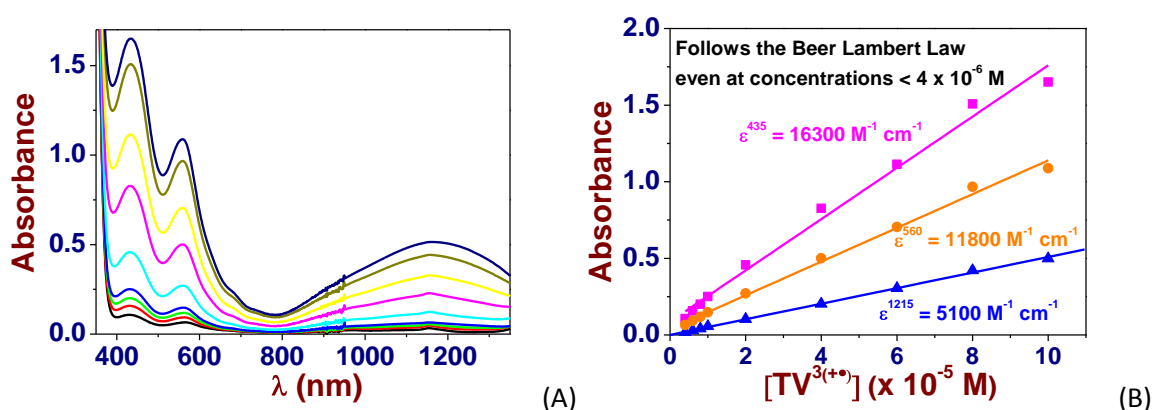 Absorbance
1.5
1.0
0.5
0.0
400 600 800 1000 1200
λ (nm)
(A)
Absorbance
2.0
1.5
1.0
0.5
0.0
Follows the Beer Lambert Law
even at concentrations < 4 x 10⁻⁶ M
ε⁴³⁵ = 16300 M⁻¹ cm⁻¹
ε⁵⁶⁰ = 11800 M⁻¹ cm⁻¹
ε¹²¹⁵ = 5100 M⁻¹ cm⁻¹
0 2 4 6 8 10
[TV³⁽⁺•⁾] (x 10⁻⁵ M)
(B)